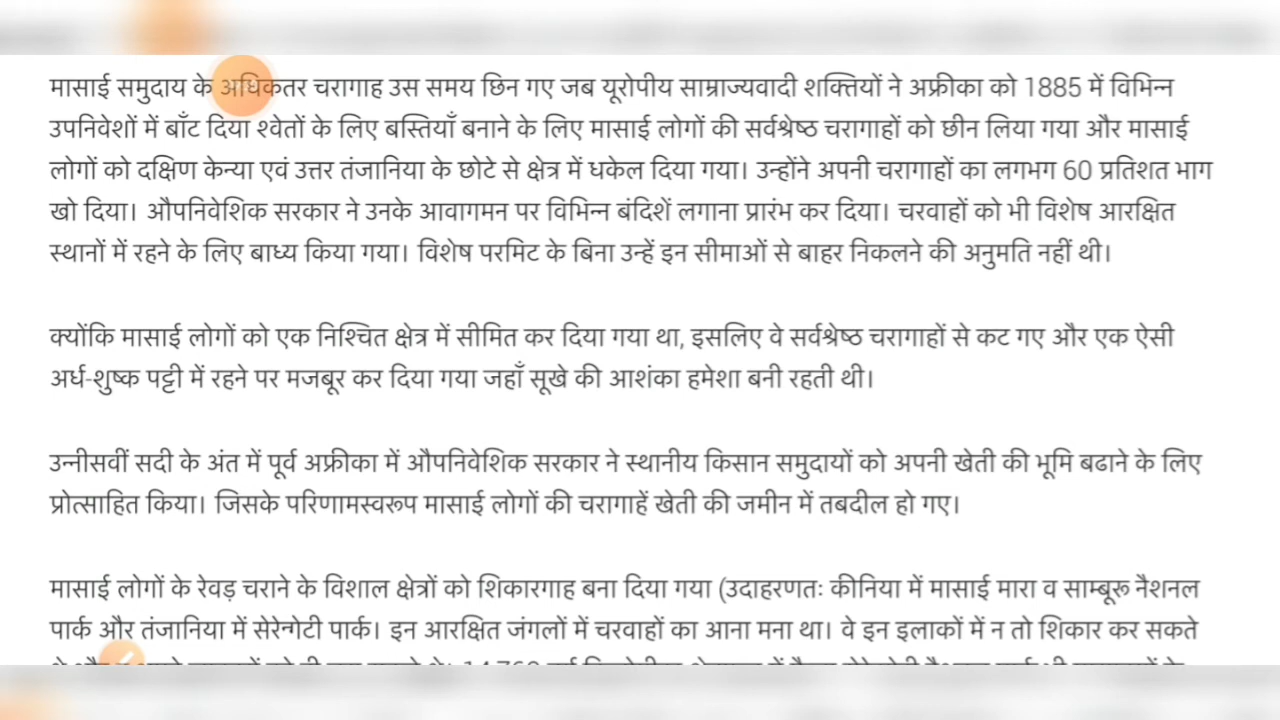 मासाई समुदाय के अधिकतर चरागाह उस समय छिन गए जब यूरोपीय साम्राज्यवादी शक्तियों ने अफ्रीका को 1885 में विभिन्न
उपनिवेशों में बाँट दिया श्वेतों के लिए बस्तियाँ बनाने के लिए मासाई लोगों की सर्वश्रेष्ठ चरागाहों को छीन लिया गया और मासाई
लोगों को दक्षिण केन्या एवं उत्तर तंजानिया के छोटे से क्षेत्र में धकेल दिया गया। उन्होंने अपनी चरागाहों का लगभग 60 प्रतिशत भाग
खो दिया। औपनिवेशिक सरकार ने उनके आवागमन पर विभिन्न बंदिशें लगाना प्रारंभ कर दिया। चरवाहों को भी विशेष आरक्षित
स्थानों में रहने के लिए बाध्य किया गया। विशेष परमिट के बिना उन्हें इन सीमाओं से बाहर निकलने की अनुमति नहीं थी।
क्योंकि मासाई लोगों को एक निश्चित क्षेत्र में सीमित कर दिया गया था, इसलिए वे सर्वश्रेष्ठ चरागाहों से कट गए और एक ऐसी
अर्ध-शुष्क पट्टी में रहने पर मजबूर कर दिया गया जहाँ सूखे की आशंका हमेशा बनी रहती थी।
उन्नीसवीं सदी के अंत में पूर्व अफ्रीका में औपनिवेशिक सरकार ने स्थानीय किसान समुदायों को अपनी खेती की भूमि बढाने के लिए
प्रोत्साहित किया। जिसके परिणामस्वरूप मासाई लोगों की चरागाहें खेती की जमीन में तबदील हो गए।
मासाई लोगों के रेवड़ चराने के विशाल क्षेत्रों को शिकारगाह बना दिया गया (उदाहरणतः कीनिया में मासाई मारा व साम्बूरू नैशनल
पार्क और तंजानिया में सेरेन्गेटी पार्क। इन आरक्षित जंगलों में चरवाहों का आना मना था। वे इन इलाकों में न तो शिकार कर सकते